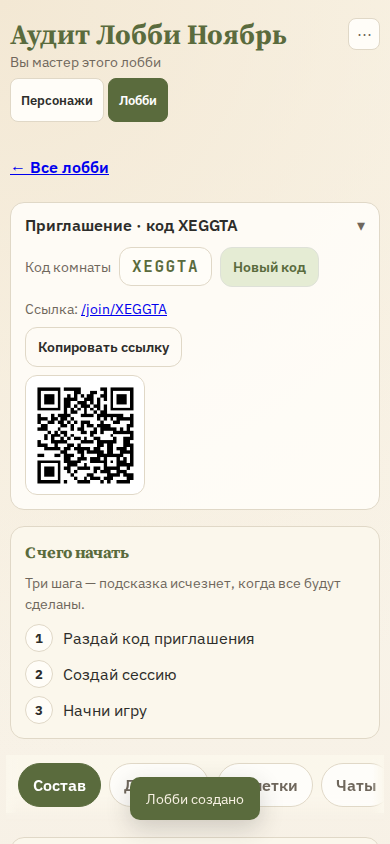 Аудит Лобби Ноябрь
...
Вы мастер этого лобби
Персонажи Лобби
← Все лобби
Приглашение · код XEGGTA ▼
Код комнаты XEGGTA Новый код
Ссылка: /join/XEGGTA
Копировать ссылку
С чего начать
Три шага — подсказка исчезнет, когда все будут
сделаны.
1 Раздай код приглашения
2 Создай сессию
3 Начни игру
Состав Чаты
Лобби создано